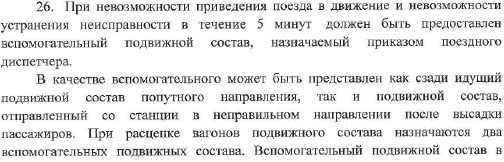 26. При невозможности приведения поезда в движение и невозможности
устранения неисправности в течение 5 минут должен быть предоставлен
вспомогательный подвижной состав, назначаемый приказом поездного
диспетчера.
В качестве вспомогательного может быть представлен как сзади идущий
подвижной состав попутного направления, так и подвижной состав,
отправленный со станции в неправильном направлении после высадки
пассажиров. При расцепке вагонов подвижного состава назначаются два
вспомогательных подвижных состава. Вспомогательный подвижной состав в